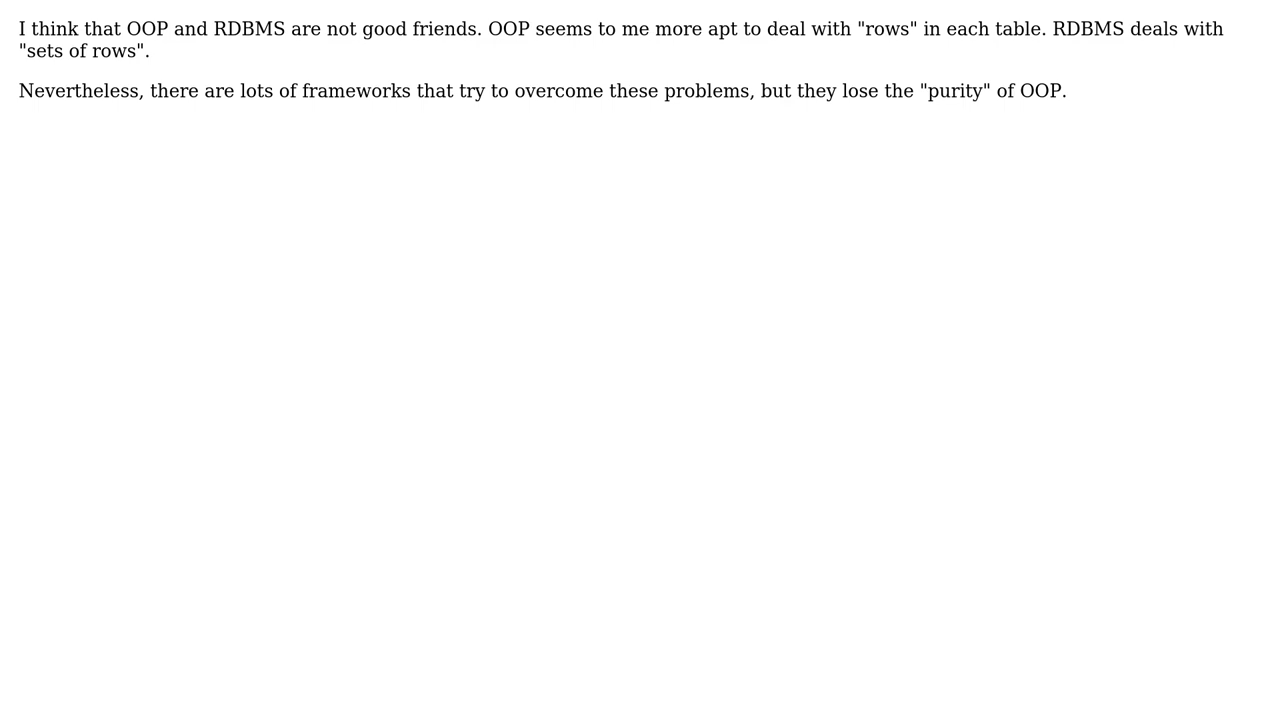 I think that OOP and RDBMS are not good friends. OOP seems to me more apt to deal with "rows" in each table. RDBMS deals with
"sets of rows".
Nevertheless, there are lots of frameworks that try to overcome these problems, but they lose the "purity" of OOP.